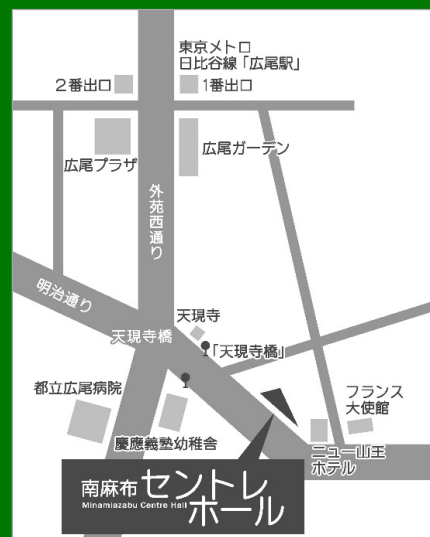 東京メトロ
日比谷線「広尾駅」
2番出口
1番出口
広尾プラザ
広尾ガーデン
外苑西通り
明治通り
天現寺
天現寺橋
「天現寺橋」
都立広尾病院
慶應義塾幼稚舎
フランス
大使館
ニュー山王
ホテル
南麻布セントレ
Minamiazabu Centre Hall
ホール